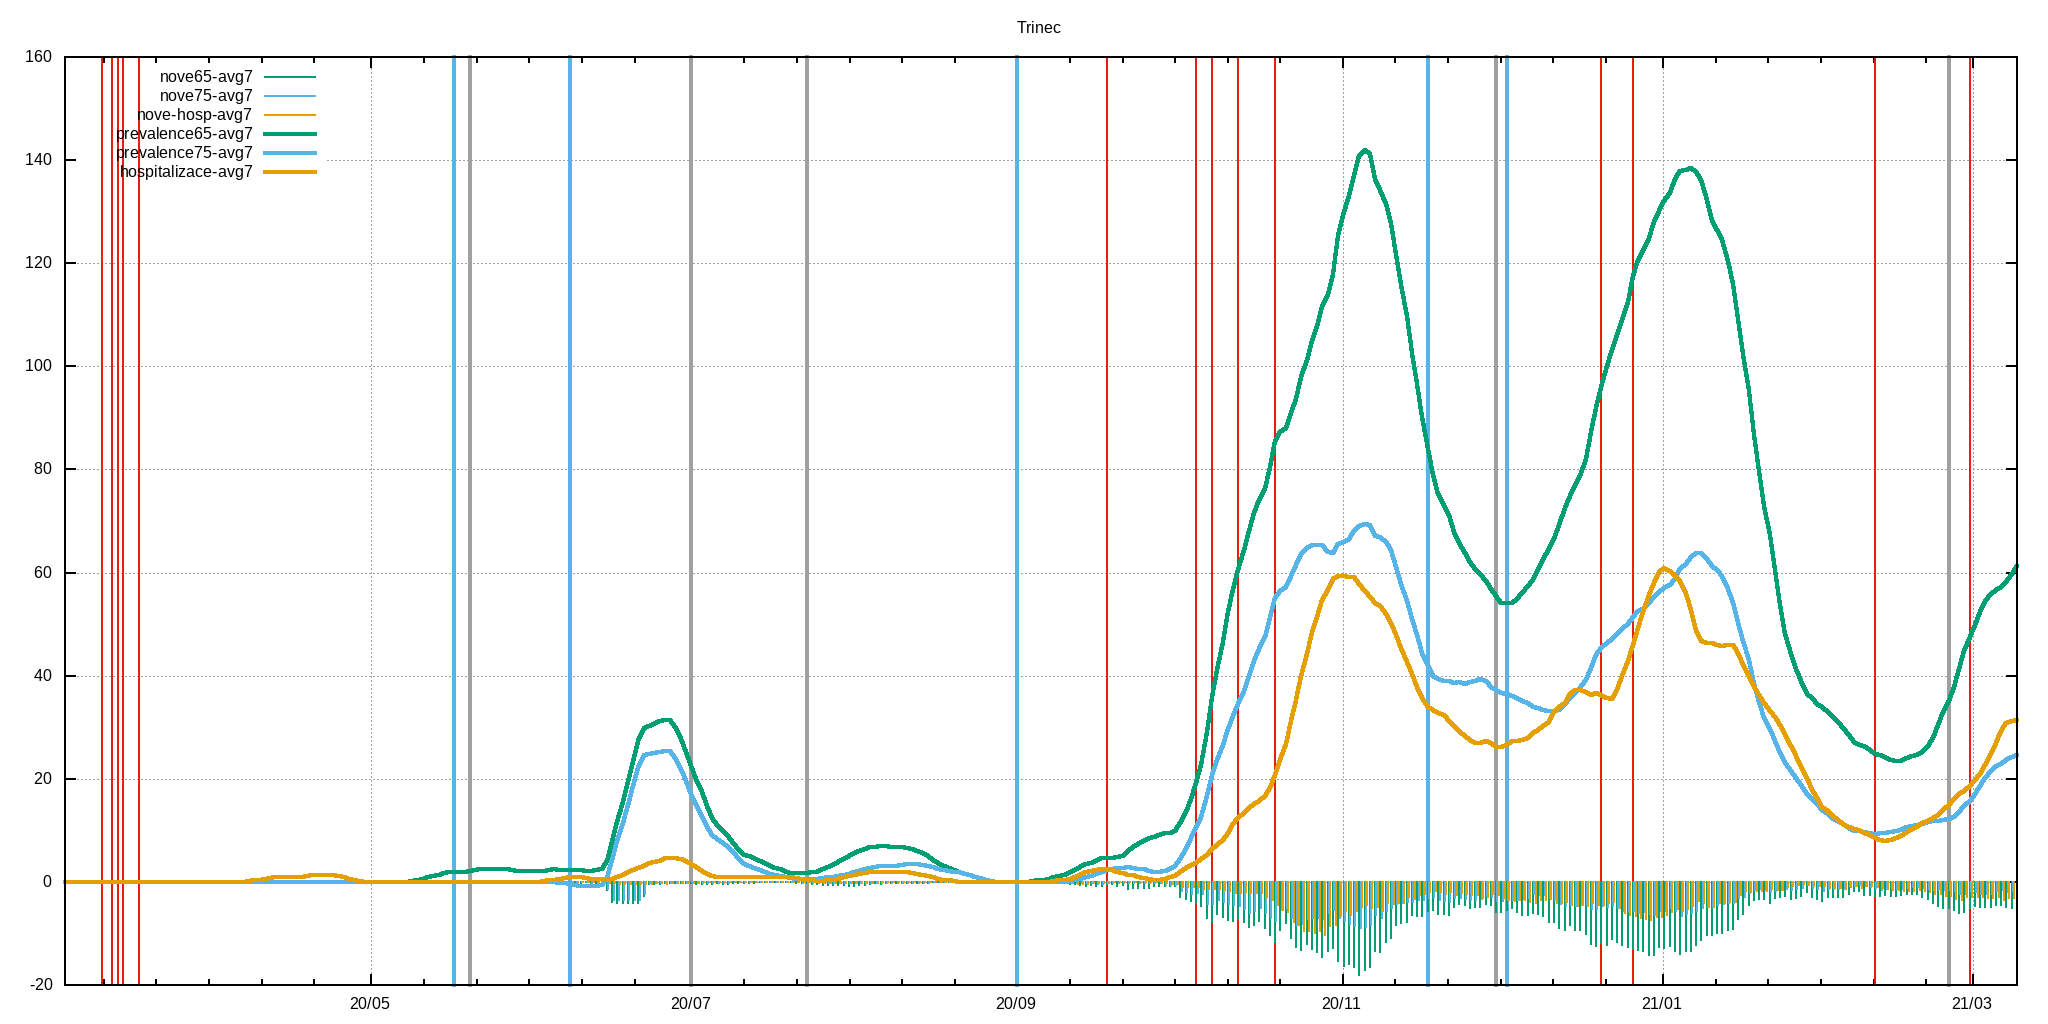 Trinec
160
nove65-avg7
nove75-avg7
nove-hosp-avg7
prevalence65-avg7
prevalence75-avg7
hospitalizace-avg7
140
120
100
80
60
40
20
0
-20
20/05 20/07 20/09 20/11 21/01 21/03